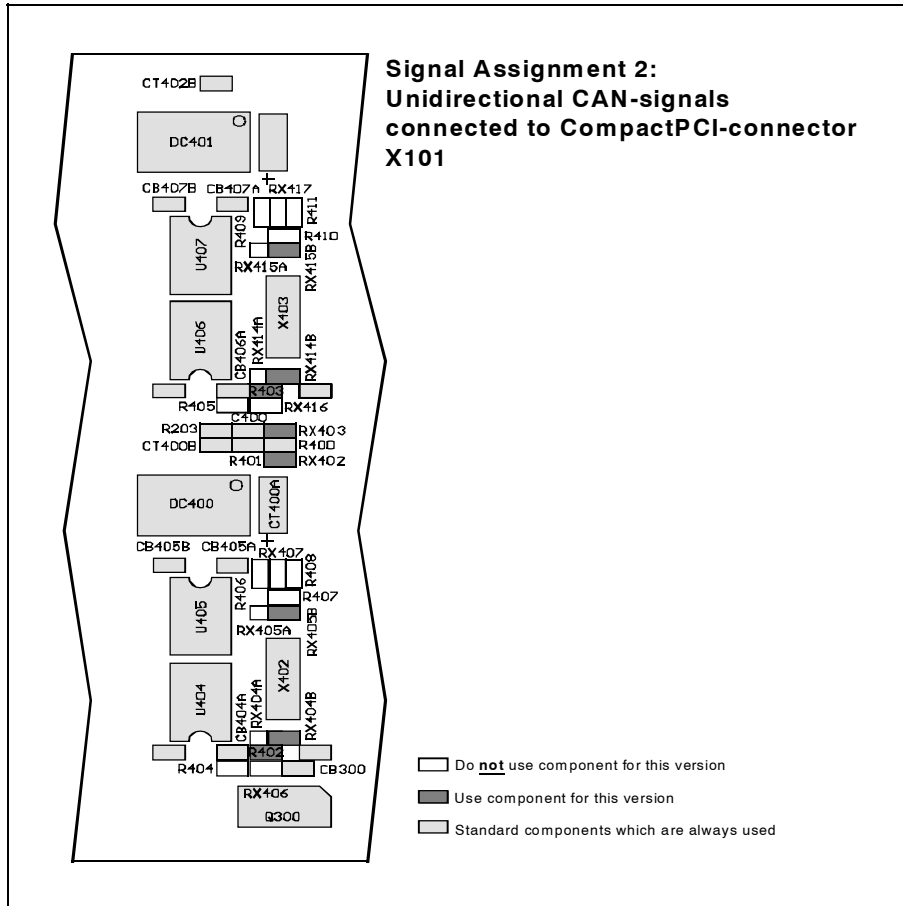 Signal Assignment 2:
Unidirectional CAN-signals
connected to CompactPCI-connector
X101
CT402B
DC401
CB407B CB407A RX417
R409
R411
R410
U407
RX415A
RX415B
X403
U406
CB406A
RX414A
RX414B
R403
R405
RX416
C400
R203
RX403
CT400B
R400
R401
RX402
DC400
CT400A
CB405B CB405A
RX407
R406
R408
R407
U405
RX405A
RX405B
X402
U404
CB404A
RX404A
RX404B
R402
R404
CB300
RX406
Q300
Do not use component for this version
Use component for this version
Standard components which are always used